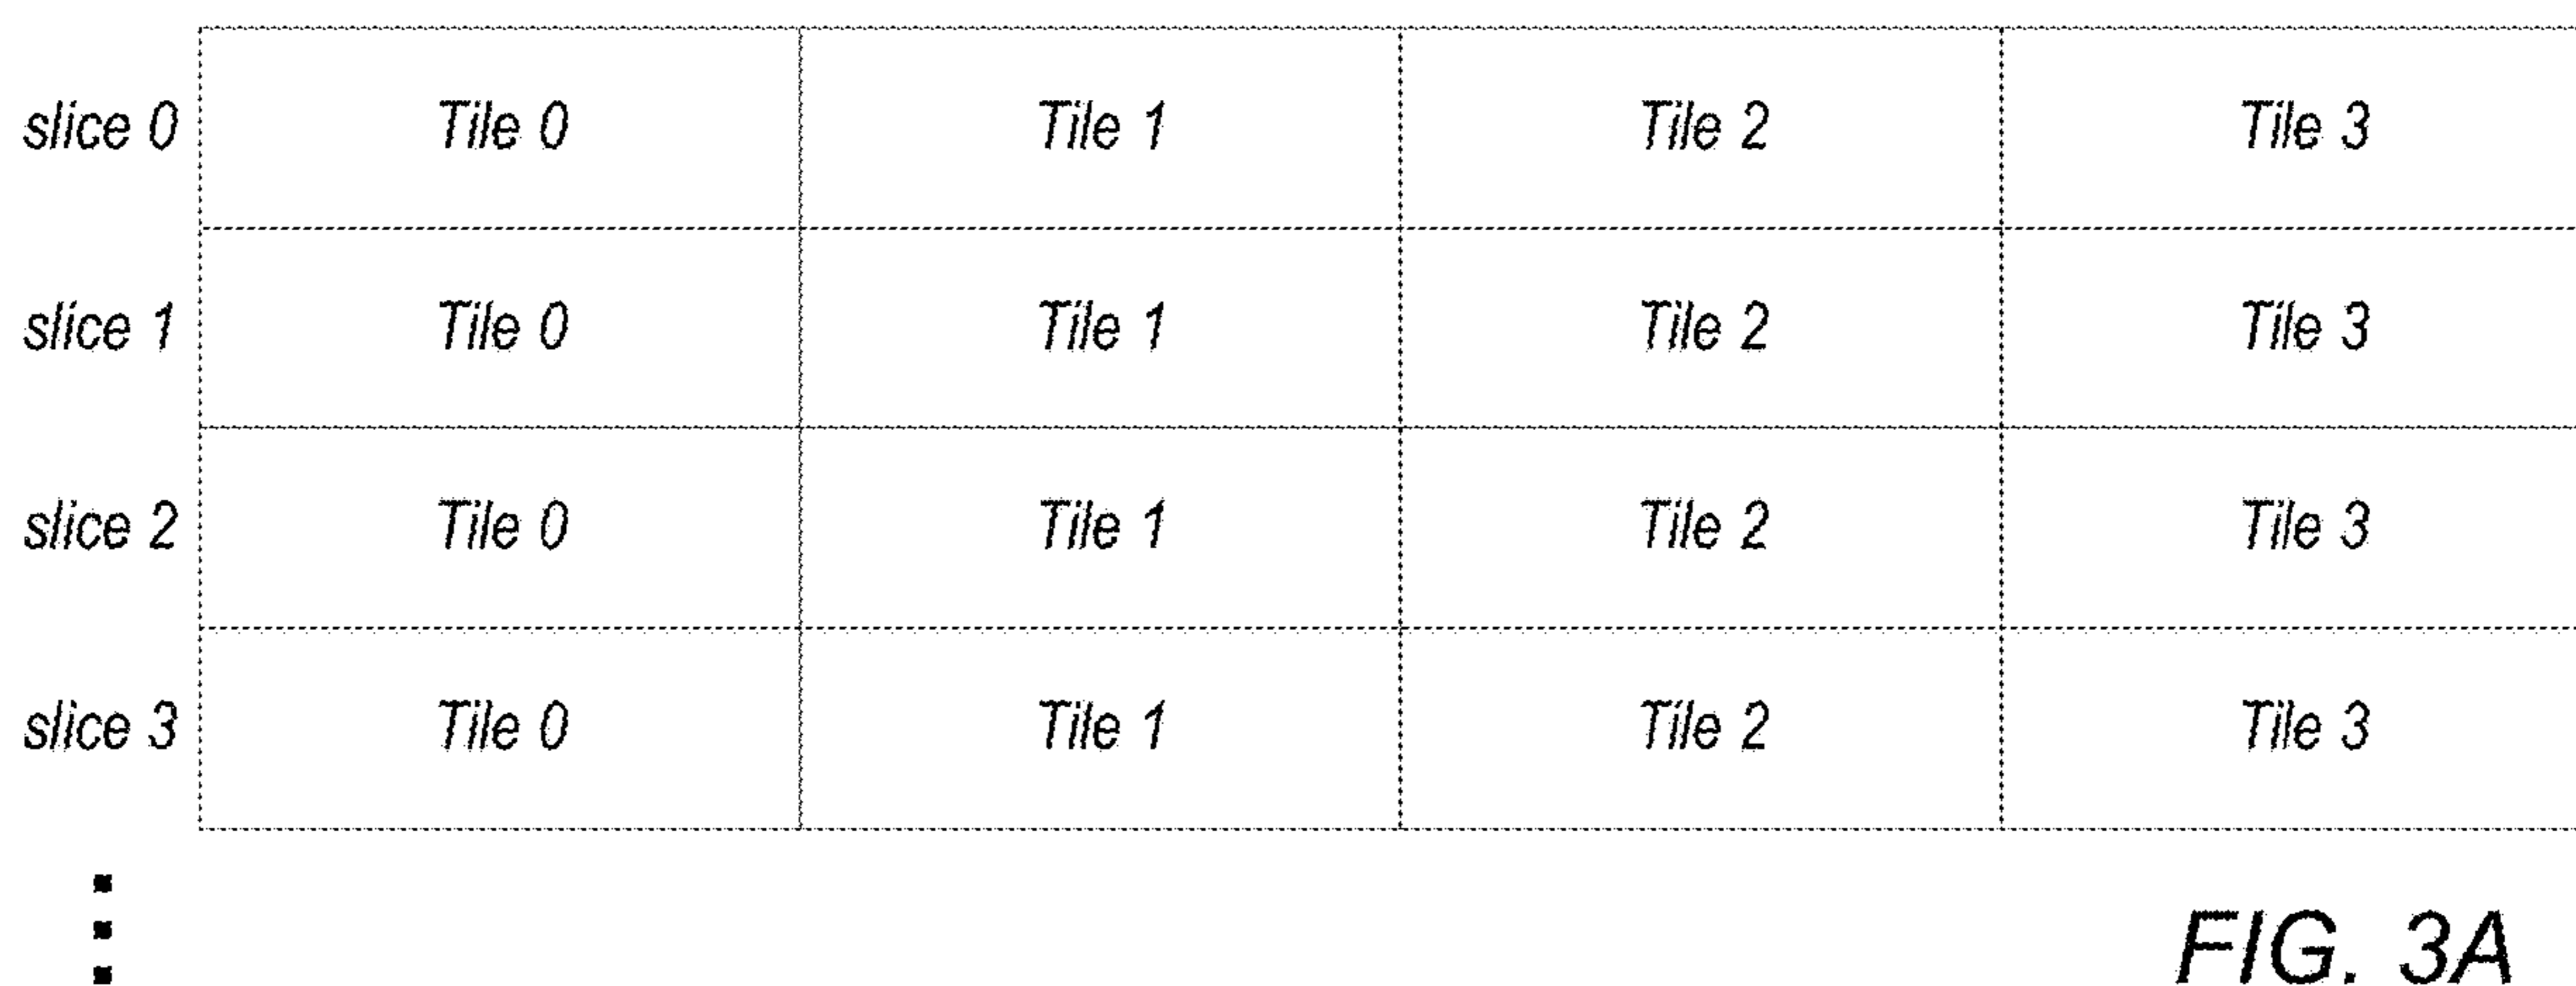 slice 0 Tile 0 Tile 1 Tile 2 Tile 3
slice 1 Tile 0 Tile 1 Tile 2 Tile 3
slice 2 Tile 0 Tile 1 Tile 2 Tile 3
slice 3 Tile 0 Tile 1 Tile 2 Tile 3
FIG. 3A